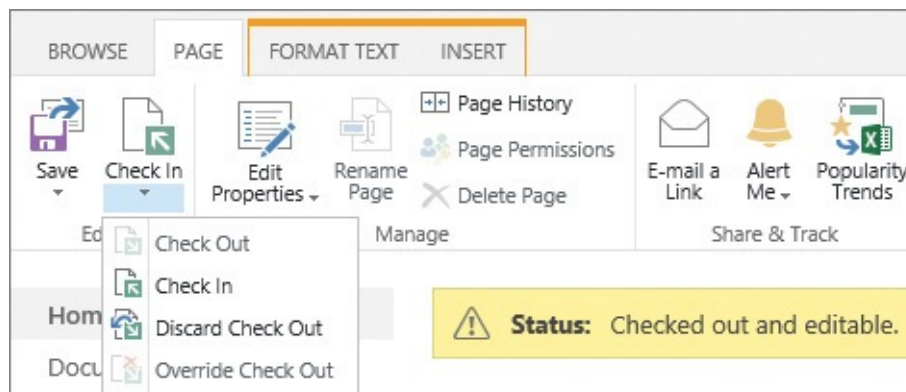 BROWSE PAGE FORMAT TEXT INSERT
Save
Check In
Edit
Properties
Rename
Page
Page History
Page Permissions
Delete Page
E-mail a
Link
Alert
Me
Popularity
Trends
Manage
Share & Track
Check Out
Check In
Discard Check Out
Override Check Out
Status: Checked out and editable.